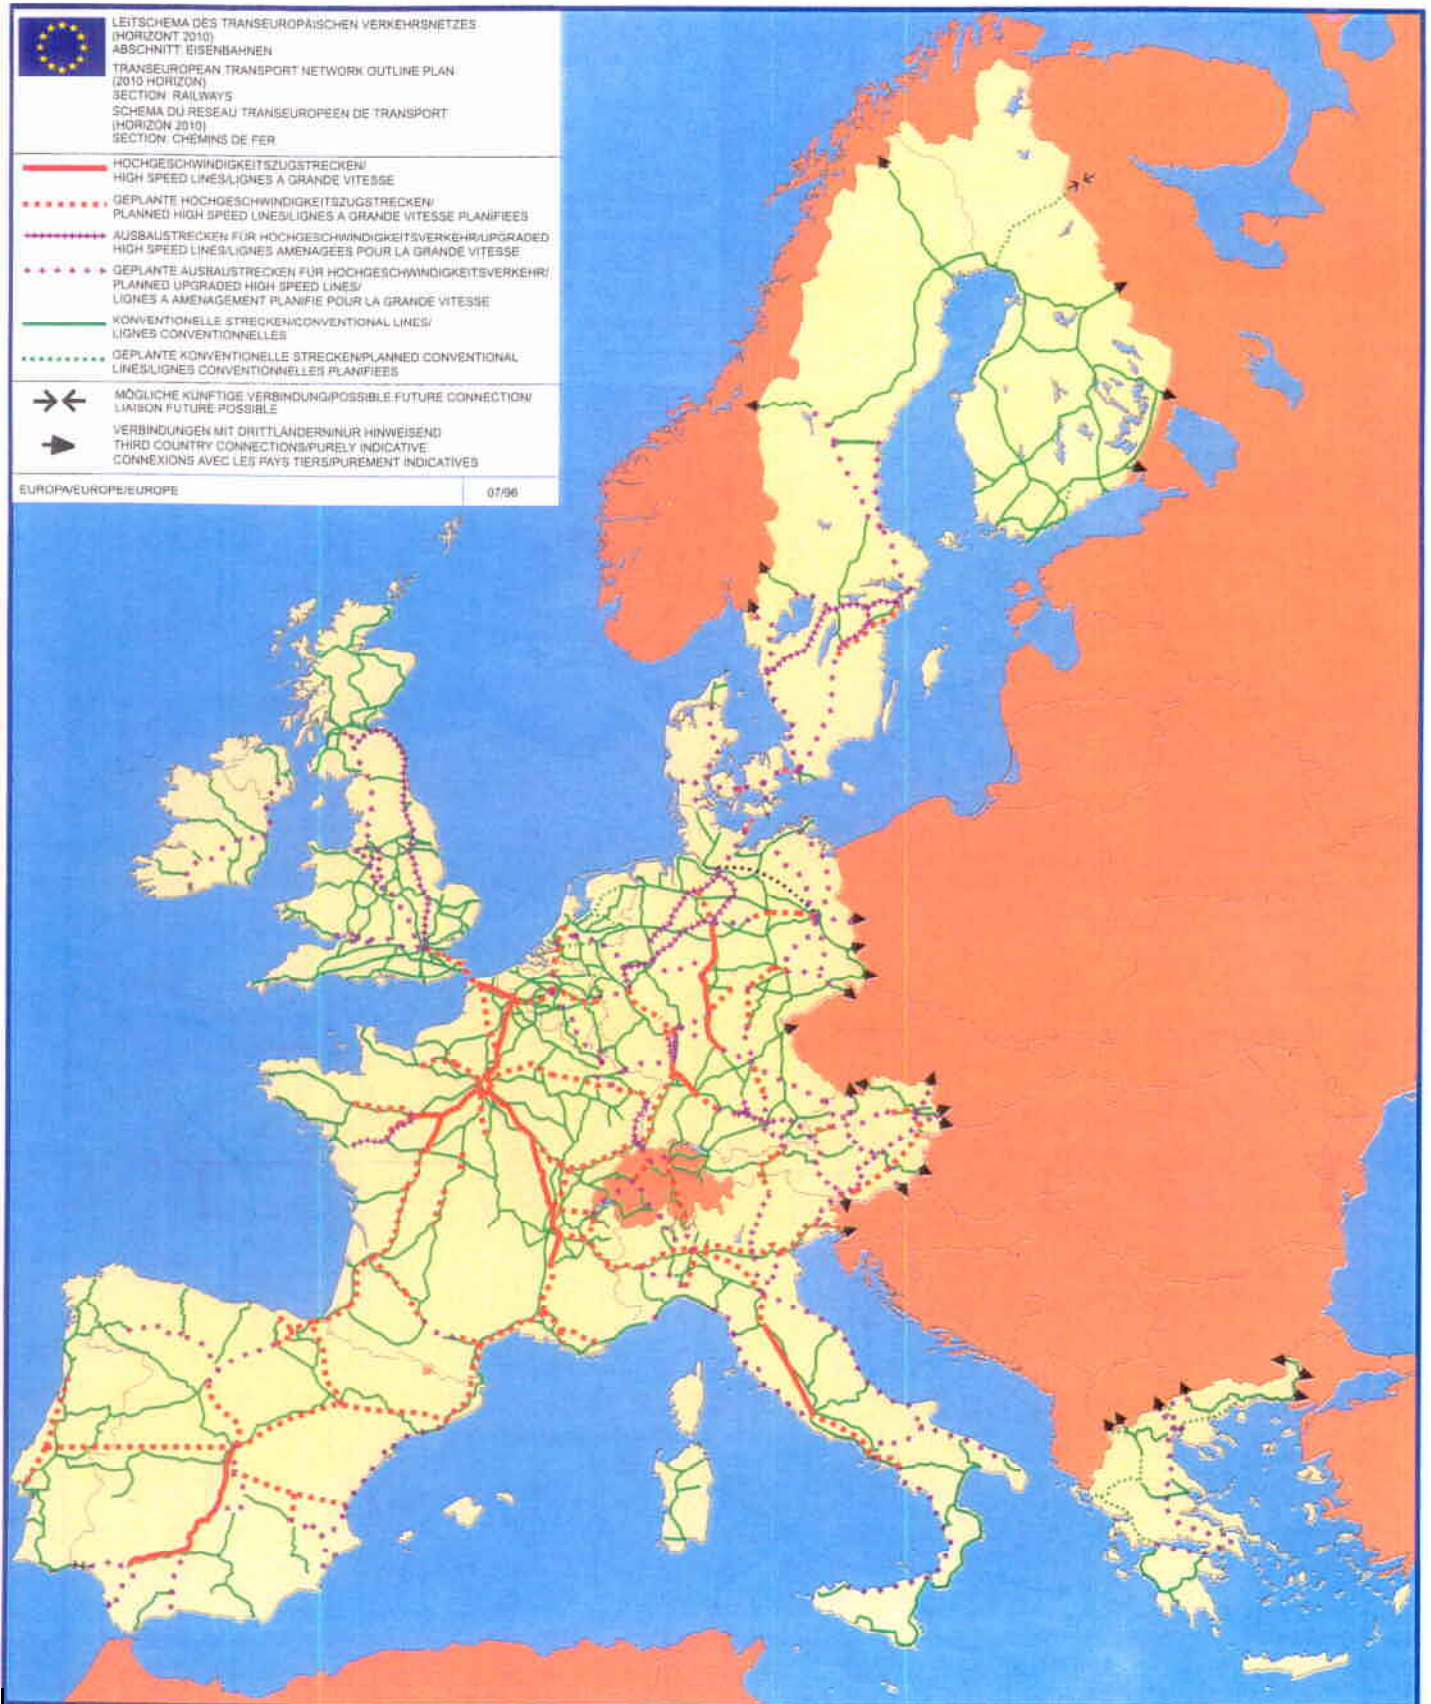 LEITSCHEMA DES TRANSEUROPÄISCHEN VERKEHRSNETZES
(HORIZONT 2010)
ABSCHNITT: EISENBAHNEN
TRANSEUROPEAN TRANSPORT NETWORK OUTLINE PLAN
(2010 HORIZON)
SECTION: RAILWAYS
SCHEMA DU RESEAU TRANSEUROPEEN DE TRANSPORT
(HORIZON 2010)
SECTION: CHEMINS DE FER
HOCHGESCHWINDIGKEITSZUGSTRECKEN/
HIGH SPEED LINES/LIGNES A GRANDE VITESSE
GEPLANTE HOCHGESCHWINDIGKEITSZUGSTRECKEN/
PLANNED HIGH SPEED LINES/LIGNES A GRANDE VITESSE PLANIFIEES
AUSBAUSTRECKEN FÜR HOCHGESCHWINDIGKEITSVERKEHR/UPGRADED
HIGH SPEED LINES/LIGNES AMENAGEES POUR LA GRANDE VITESSE
GEPLANTE AUSBAUSTRECKEN FÜR HOCHGESCHWINDIGKEITSVERKEHR/
PLANNED UPGRADED HIGH SPEED LINES/
LIGNES A AMENAGEMENT PLANIFIE POUR LA GRANDE VITESSE
KONVENTIONELLE STRECKEN/CONVENTIONAL LINES/
LIGNES CONVENTIONNELLES
GEPLANTE KONVENTIONELLE STRECKEN/PLANNED CONVENTIONAL
LINES/LIGNES CONVENTIONNELLES PLANIFIEES
MÖGLICHE KÜNFTIGE VERBINDUNG/POSSIBLE FUTURE CONNECTION/
LIAISON FUTURE POSSIBLE
VERBINDUNGEN MIT DRITTLÄNDERN/NUR HINWEISEND
THIRD COUNTRY CONNECTIONS/PURELY INDICATIVE
CONNEXIONS AVEC LES PAYS TIERS/PUREMENT INDICATIVES
EUROPA/EUROPE/EUROPE 07/96